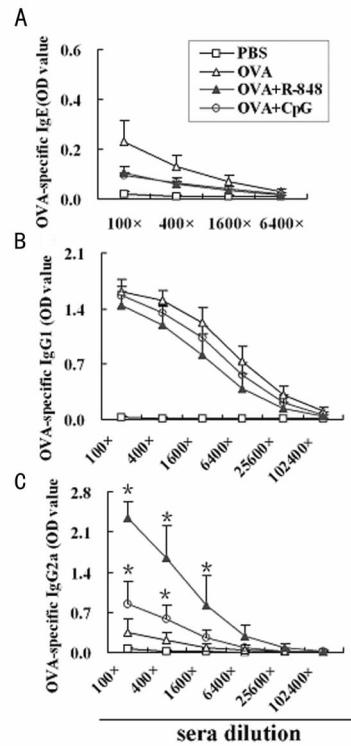 A
OVA-specific IgE(OD value
0.6
0.4
0.2
0.0
PBS
OVA
OVA+R-848
OVA+CpG
100× 400× 1600× 6400×
B
OVA-specific IgG1 (OD value
2.1
1.4
0.7
0.0
100× 400× 1600× 6400× 25600× 102400×
C
OVA-specific IgG2a (OD value
2.8
2.1
1.4
0.7
0.0
* * *
* *
100× 400× 1600× 6400× 25600× 102400×
sera dilution